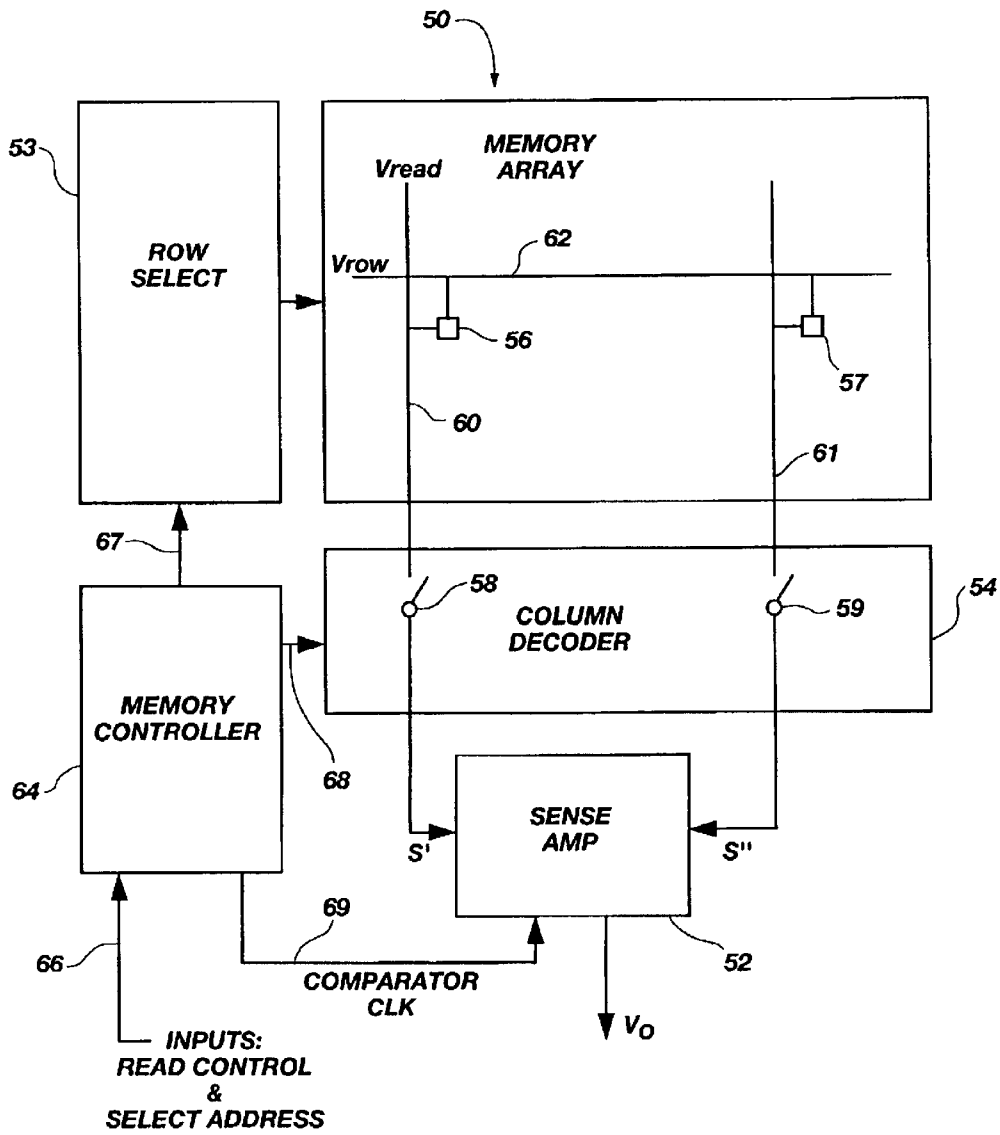 50
53
MEMORY
ARRAY
Vread
ROW
SELECT
Vrow
62
56
57
60
61
67
58
59
54
COLUMN
DECODER
MEMORY
CONTROLLER
68
64
SENSE
AMP
S'
S"
69
66
52
COMPARATOR
CLK
VO
INPUTS:
READ CONTROL
&
SELECT ADDRESS